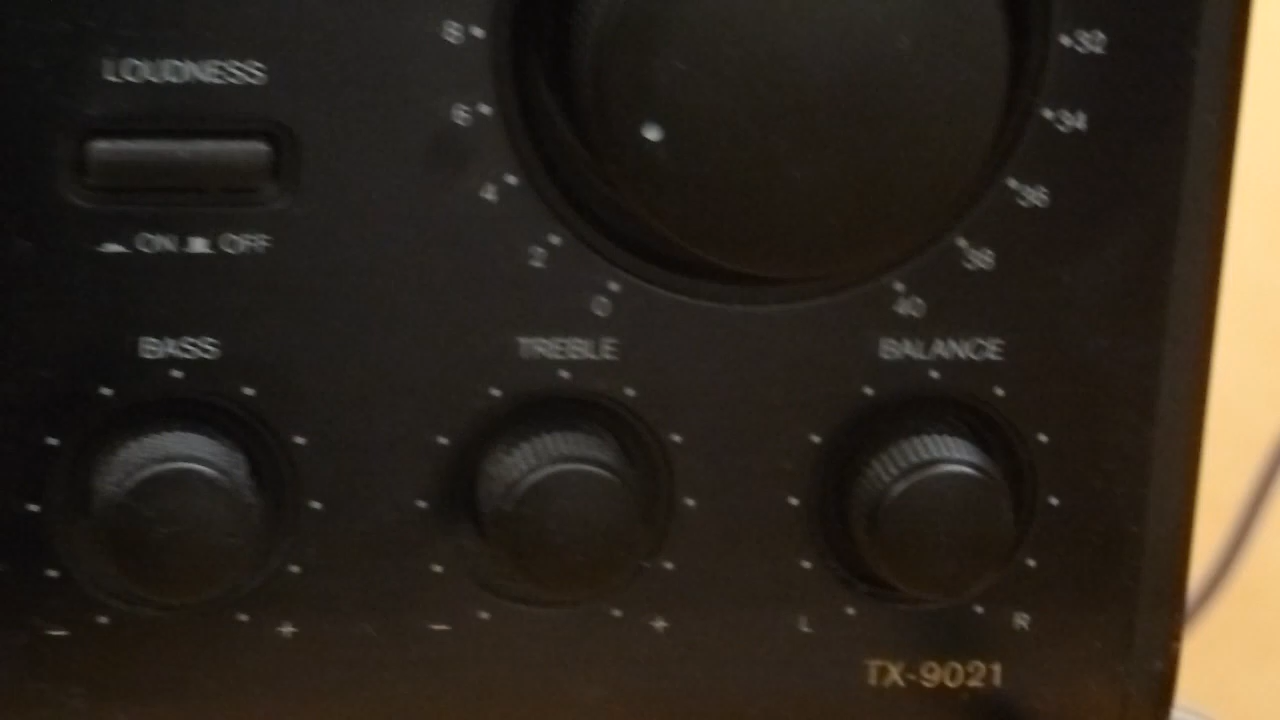 LOUDNESS
ON OFF
8
6
4
2
0
32
34
36
38
40
BASS
TREBLE
BALANCE
– +
– +
L R
TX-9021